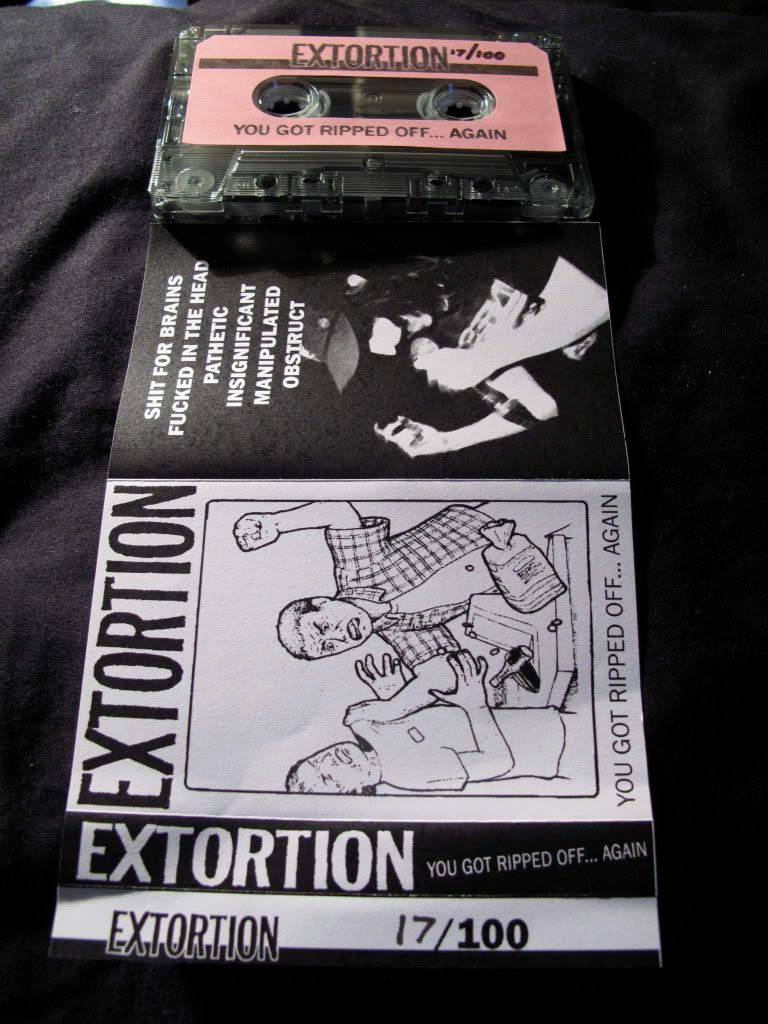 EXTORTION 17/100
YOU GOT RIPPED OFF... AGAIN
SHIT FOR BRAINS
FUCKED IN THE HEAD
PATHETIC
INSIGNIFICANT
MANIPULATED
OBSTRUCT
EXTORTION
YOU GOT RIPPED OFF... AGAIN
EXTORTION YOU GOT RIPPED OFF... AGAIN
EXTORTION 17/100